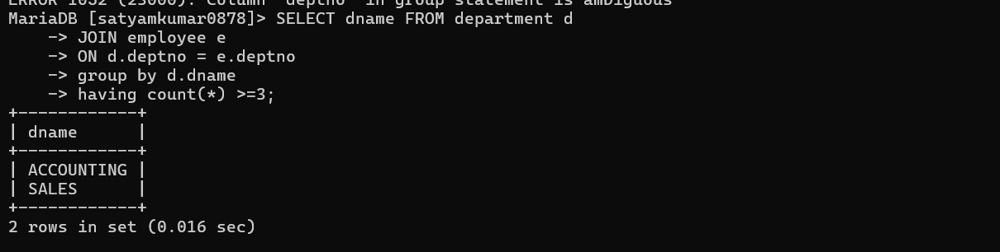 ERROR 1052 (23000): Column 'deptno' in group statement is ambiguous
MariaDB [satyamkumar0878]> SELECT dname FROM department d
    -> JOIN employee e
    -> ON d.deptno = e.deptno
    -> group by d.dname
    -> having count(*) >=3;
+------------+
| dname      |
+------------+
| ACCOUNTING |
| SALES      |
+------------+
2 rows in set (0.016 sec)